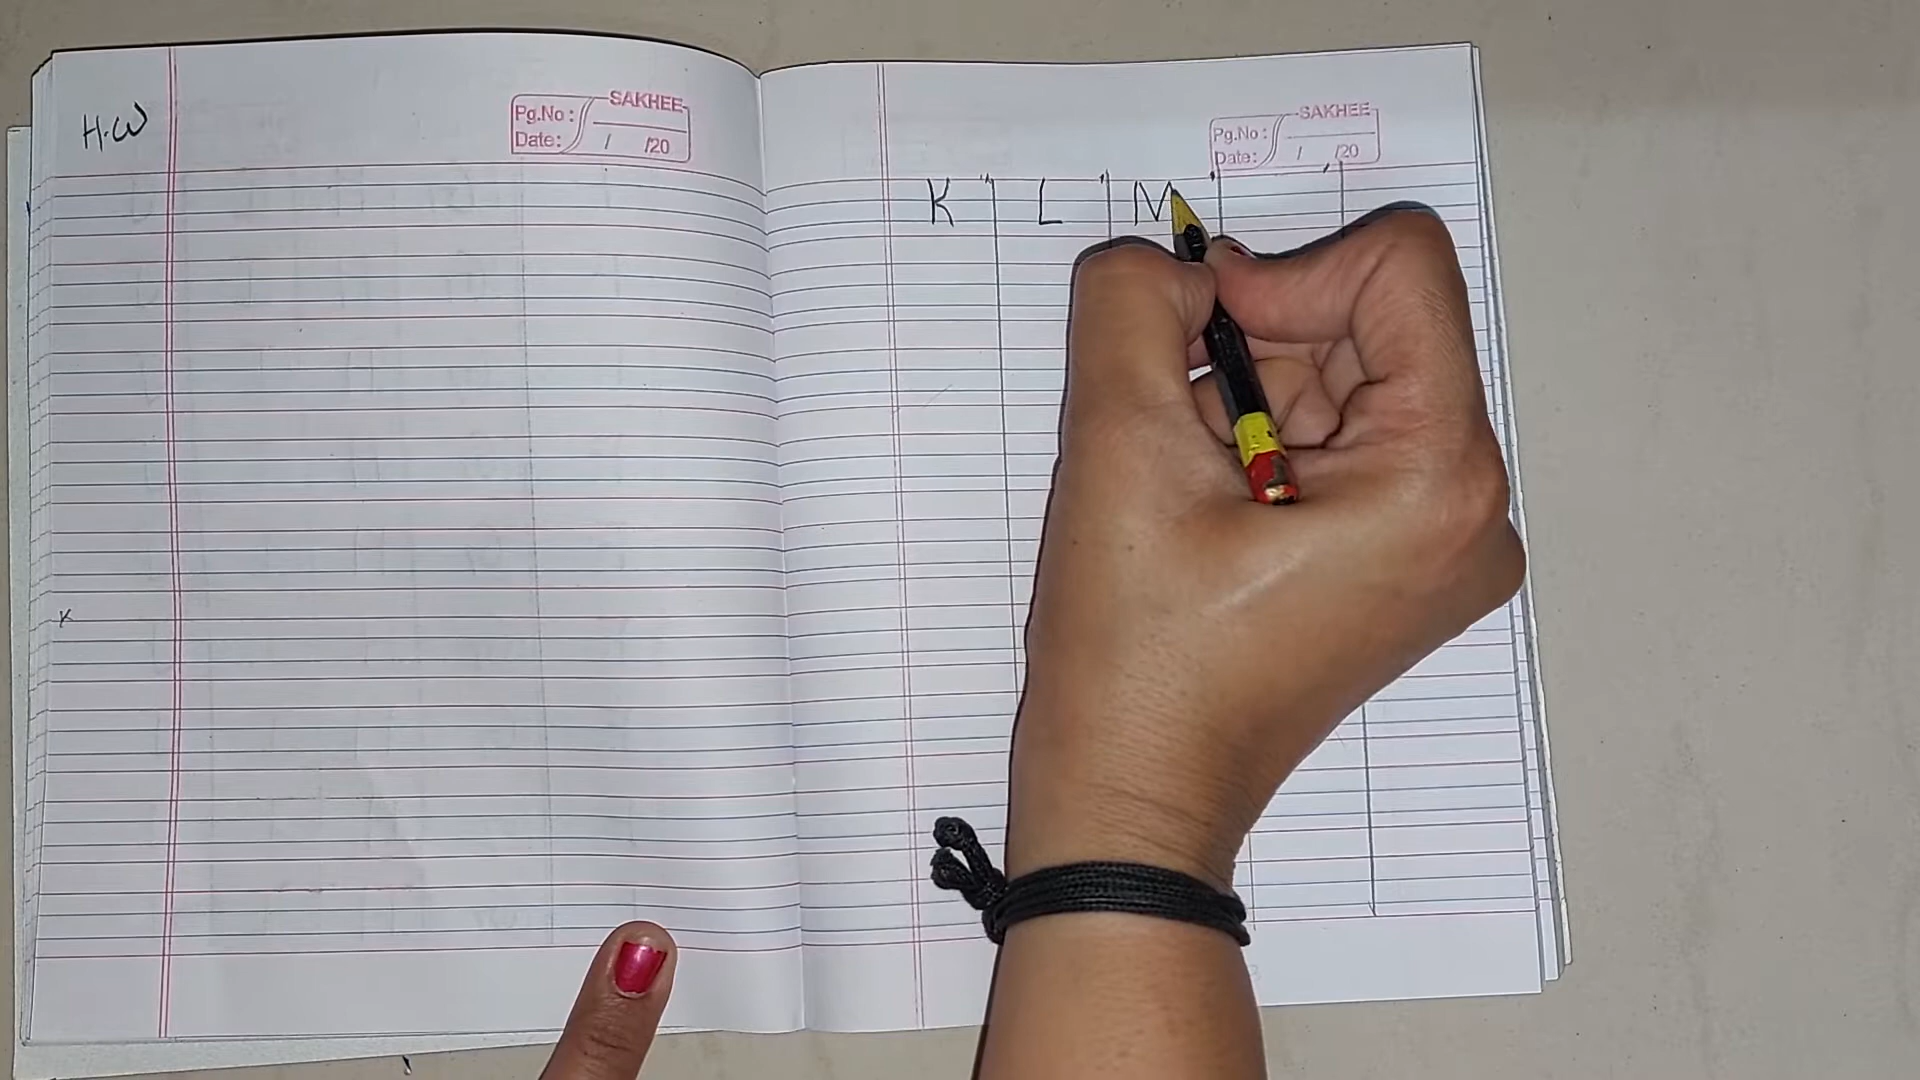 H.W
SAKHEE
Pg.No :
Date: / /20
K
SAKHEE
Pg.No :
Date: / /20
K L M